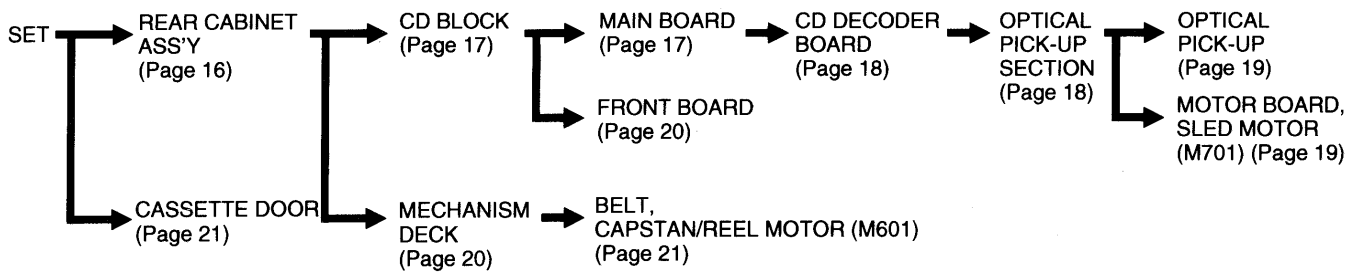 SET
REAR CABINET
ASS'Y
(Page 16)
CD BLOCK
(Page 17)
MAIN BOARD
(Page 17)
CD DECODER
BOARD
(Page 18)
OPTICAL
PICK-UP
SECTION
(Page 18)
OPTICAL
PICK-UP
(Page 19)
FRONT BOARD
(Page 20)
MOTOR BOARD,
SLED MOTOR
(M701) (Page 19)
CASSETTE DOOR
(Page 21)
MECHANISM
DECK
(Page 20)
BELT,
CAPSTAN/REEL MOTOR (M601)
(Page 21)